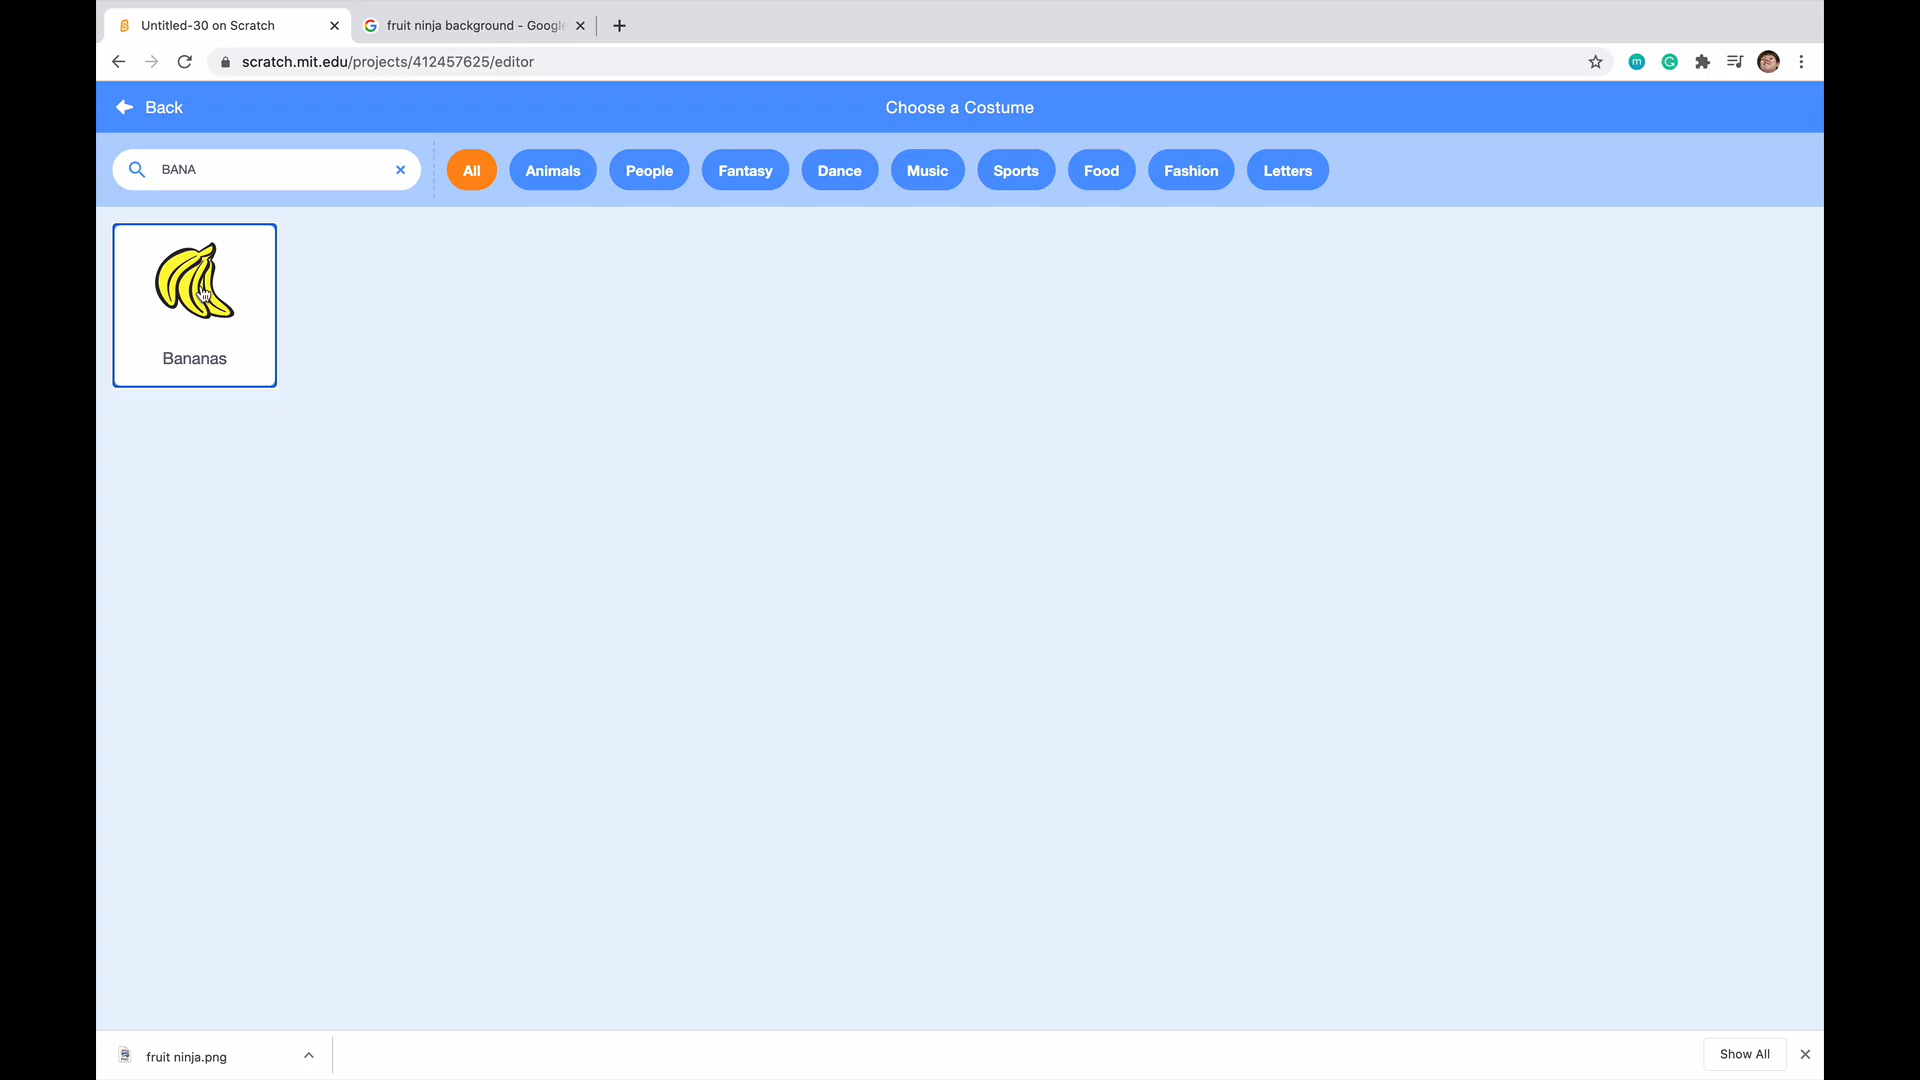 Untitled-30 on Scratch
fruit ninja background - Google
scratch.mit.edu/projects/412457625/editor
Back
Choose a Costume
BANA
All
Animals
People
Fantasy
Dance
Music
Sports
Food
Fashion
Letters
Bananas
fruit ninja.png
Show All